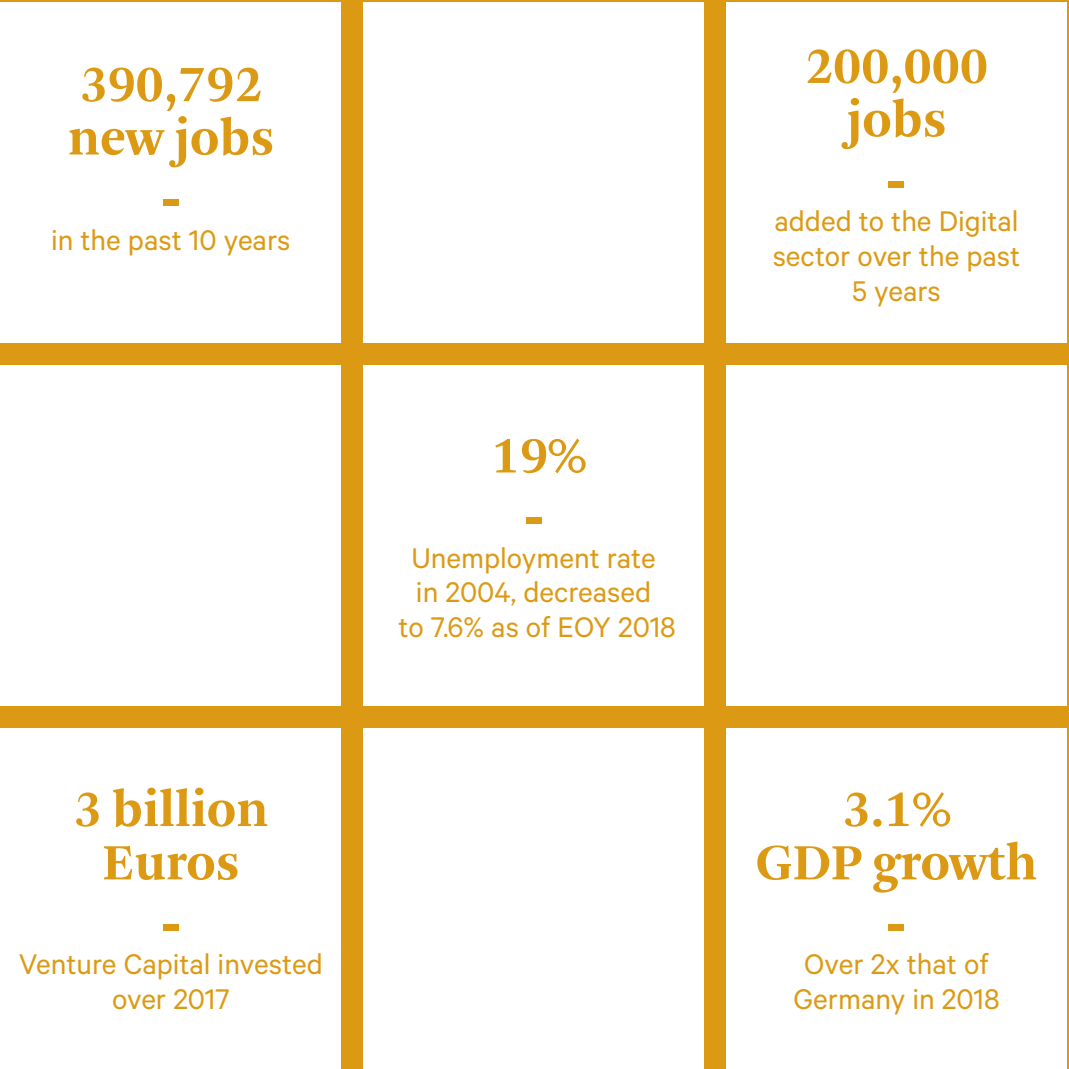 390,792
new jobs
-
in the past 10 years
200,000
jobs
-
added to the Digital
sector over the past
5 years
19%
-
Unemployment rate
in 2004, decreased
to 7.6% as of EOY 2018
3 billion
Euros
-
Venture Capital invested
over 2017
3.1%
GDP growth
-
Over 2x that of
Germany in 2018